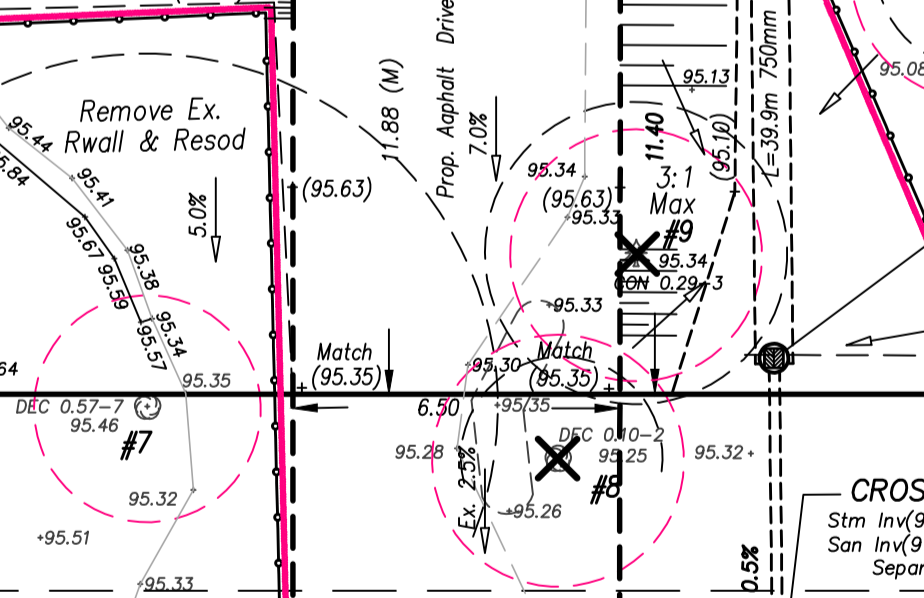 Remove Ex.
Rwall & Resod
5.0%
95.44
95.41
95.67
95.59
95.38
95.34
95.57
95.35
DEC 0.57-7
95.46
#7
95.32
+95.51
95.33
(95.63)
11.88 (M)
Prop. Aaphalt Drive
7.0%
Match
(95.35)
6.50
95.34
(95.63)
95.33
95.33
95.30
Match
(95.35)
95.35
95.28
Ex. 2.5%
DEC 0.10-2
95.25
#8
95.26
11.40
95.13
(95.10)
3:1
Max
#9
95.34
CON 0.29-3
L=39.9m 750mm
95.08
95.32 +
0.5%
CROS
Stm Inv(9
San Inv(9
Separ